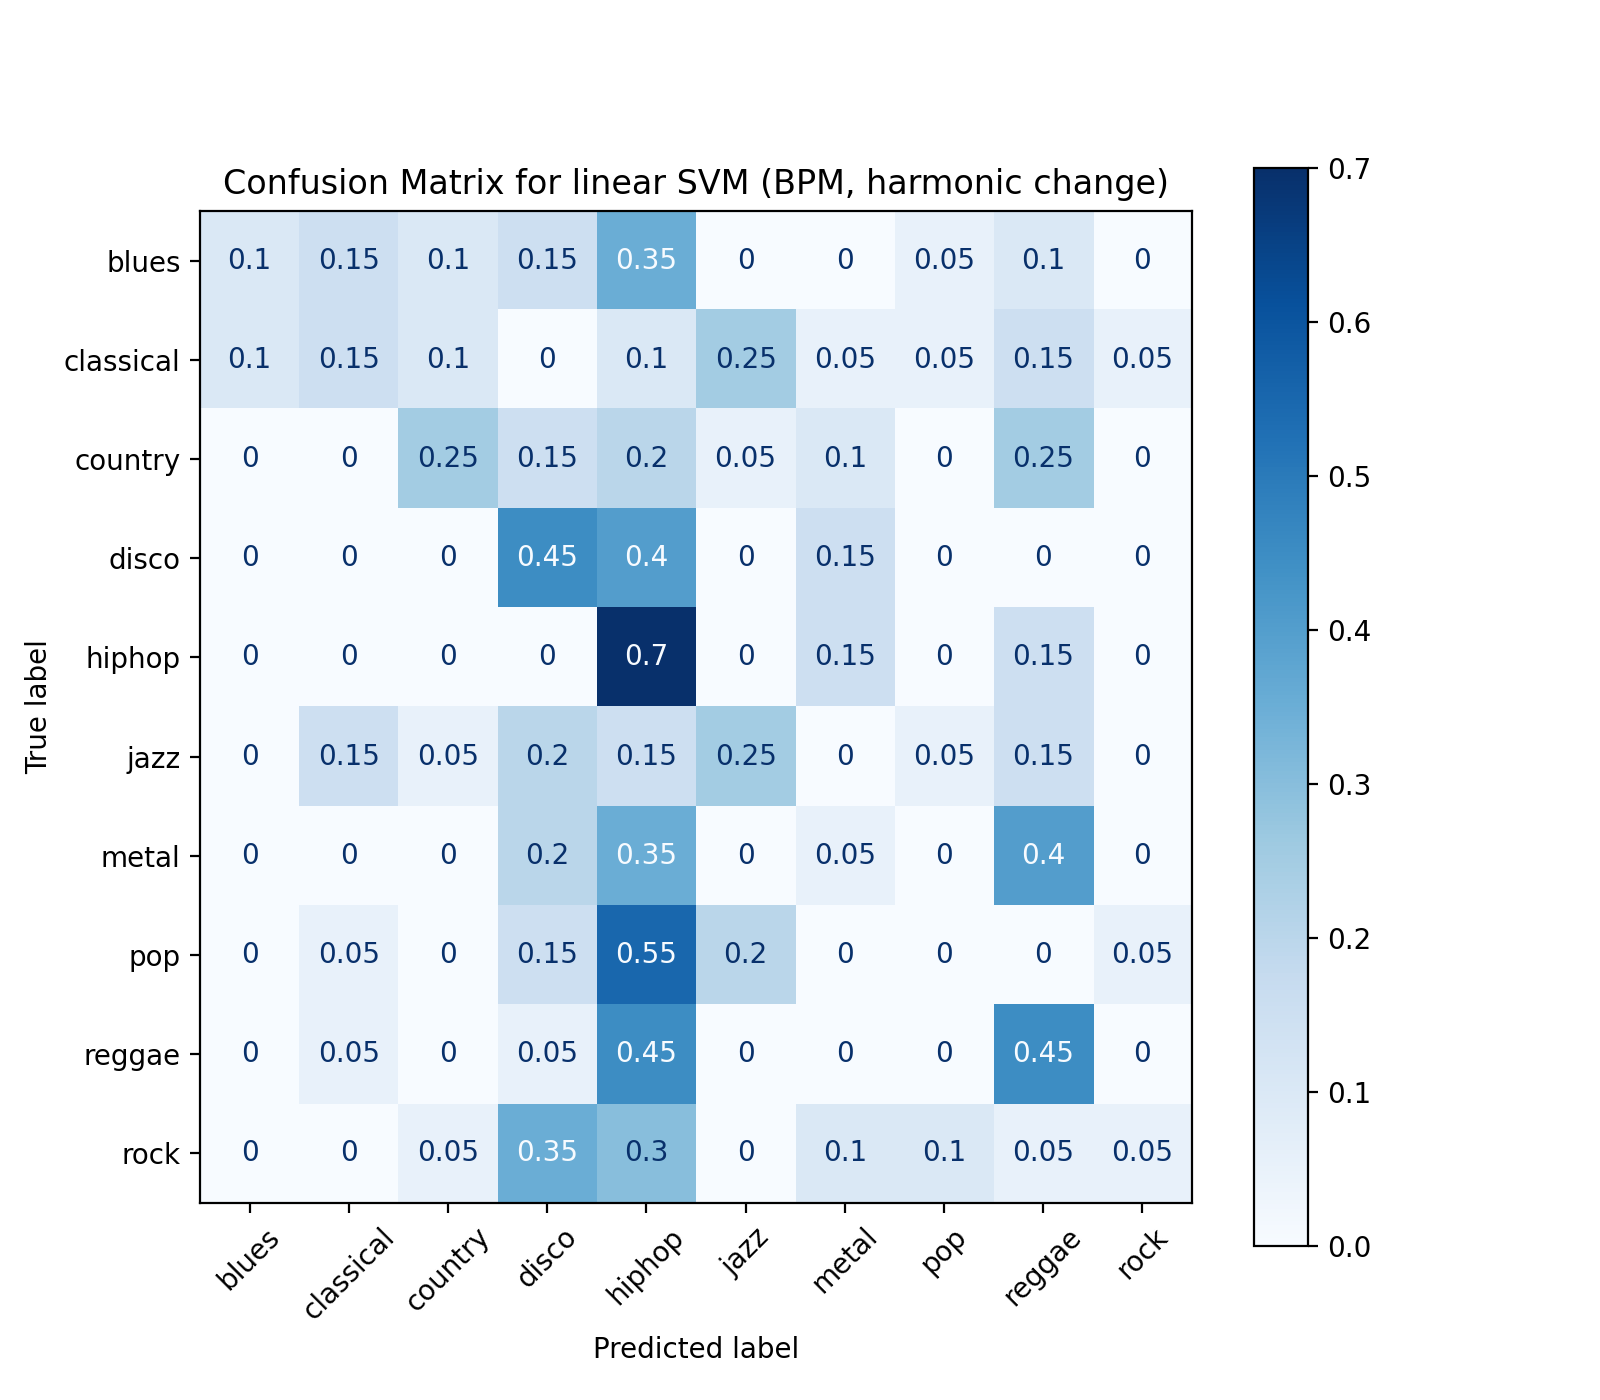 Confusion Matrix for linear SVM (BPM, harmonic change)
0.7
0.6
0.5
0.4
0.3
0.2
0.1
0.0
True label
blues 0.1 0.15 0.1 0.15 0.35 0 0 0.05 0.1 0
classical 0.1 0.15 0.1 0 0.1 0.25 0.05 0.05 0.15 0.05
country 0 0 0.25 0.15 0.2 0.05 0.1 0 0.25 0
disco 0 0 0 0.45 0.4 0 0.15 0 0 0
hiphop 0 0 0 0 0.7 0 0.15 0 0.15 0
jazz 0 0.15 0.05 0.2 0.15 0.25 0 0.05 0.15 0
metal 0 0 0 0.2 0.35 0 0.05 0 0.4 0
pop 0 0.05 0 0.15 0.55 0.2 0 0 0 0.05
reggae 0 0.05 0 0.05 0.45 0 0 0 0.45 0
rock 0 0 0.05 0.35 0.3 0 0.1 0.1 0.05 0.05
blues classical country disco hiphop jazz metal pop reggae rock
Predicted label